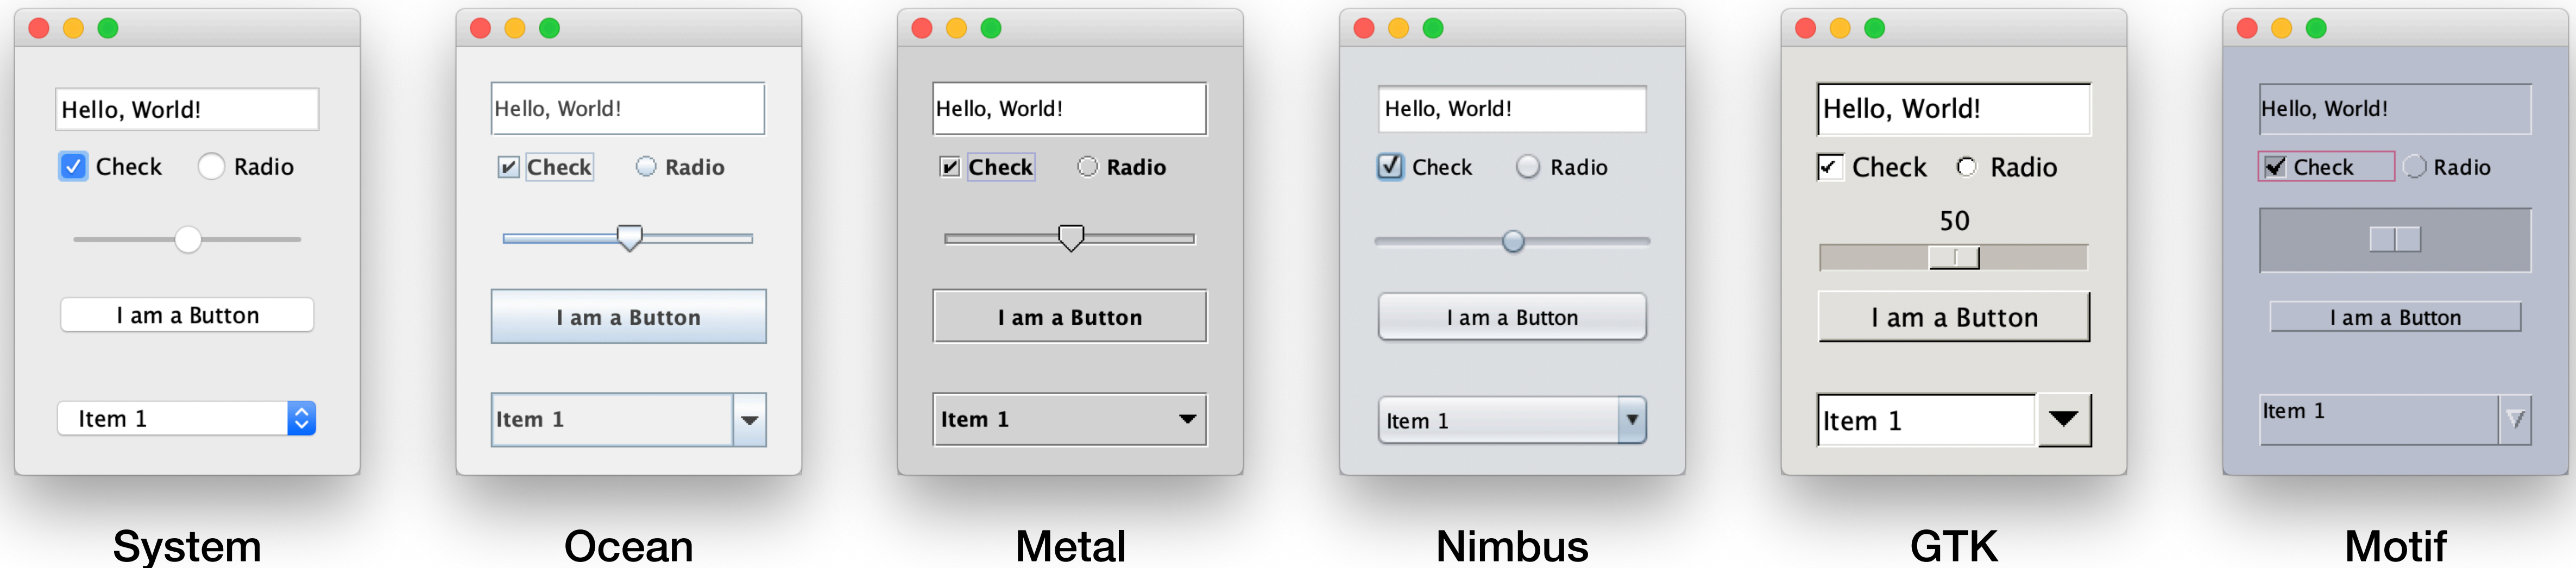 Hello, World!
Check Radio
I am a Button
Item 1
System
Hello, World!
Check Radio
I am a Button
Item 1
Ocean
Hello, World!
Check Radio
I am a Button
Item 1
Metal
Hello, World!
Check Radio
I am a Button
Item 1
Nimbus
Hello, World!
Check Radio
50
I am a Button
Item 1
GTK
Hello, World!
Check Radio
I am a Button
Item 1
Motif